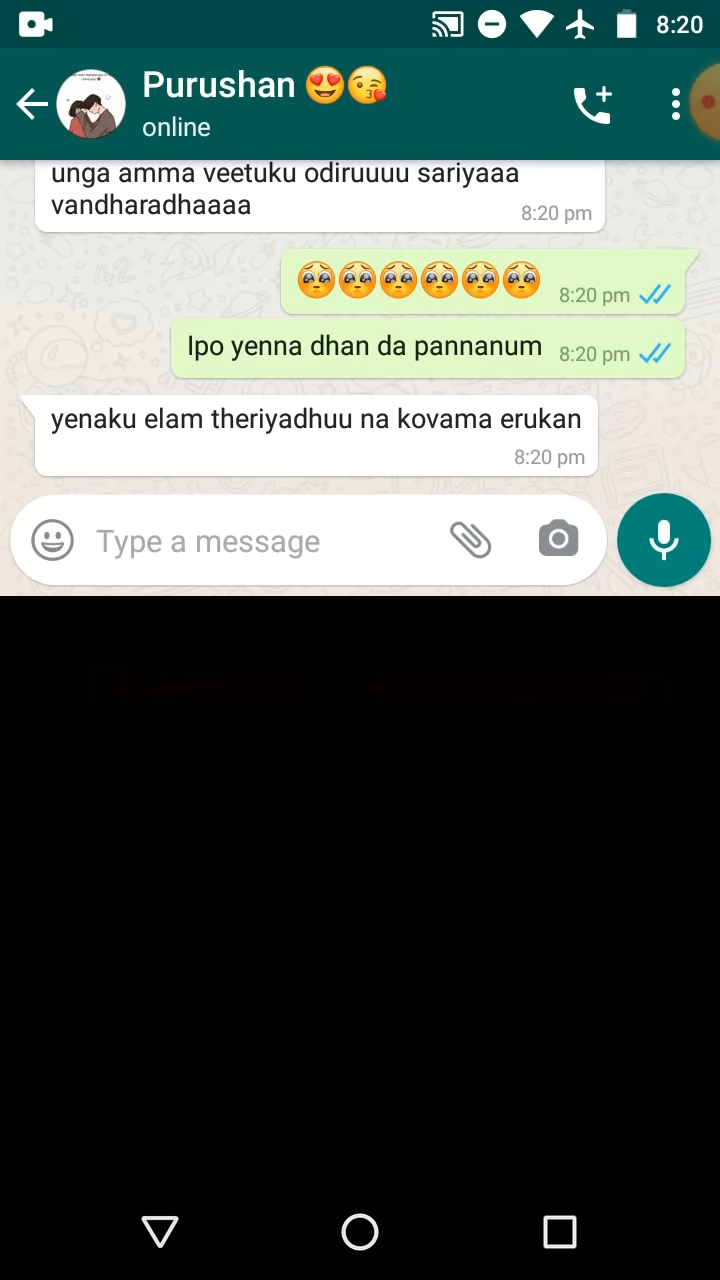 8:20
Purushan 😍😘
online
unga amma veetuku odiruuuu sariyaaa
vandharadhaaaa
8:20 pm
🥺🥺🥺🥺🥺🥺 8:20 pm
Ipo yenna dhan da pannanum 8:20 pm
yenaku elam theriyadhuu na kovama erukan
8:20 pm
Type a message